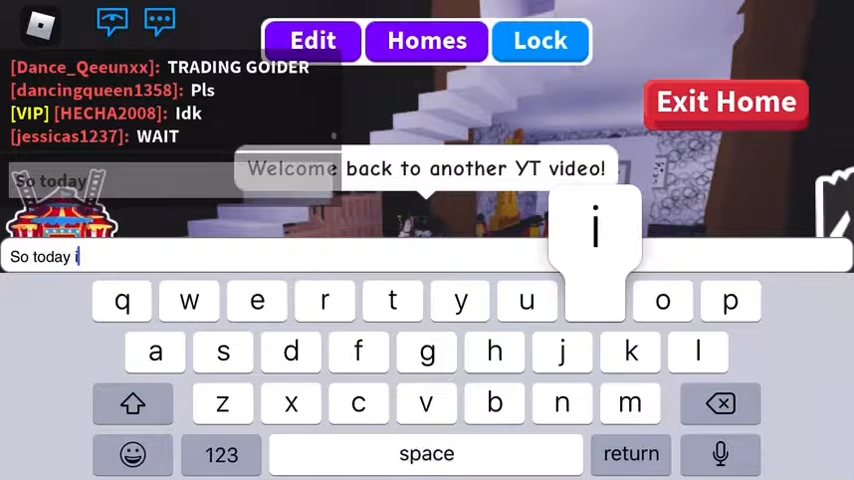 Edit Homes Lock
[Dance_Qeeunxx]: TRADING GOIDER
[dancingqueen1358]: Pls
[VIP] [HECHA2008]: Idk
[jessicas1237]: WAIT
Exit Home
Welcome back to another YT video!
So today
So today i
i
q w e r t y u o p
a s d f g h j k l
z x c v b n m
123 space return